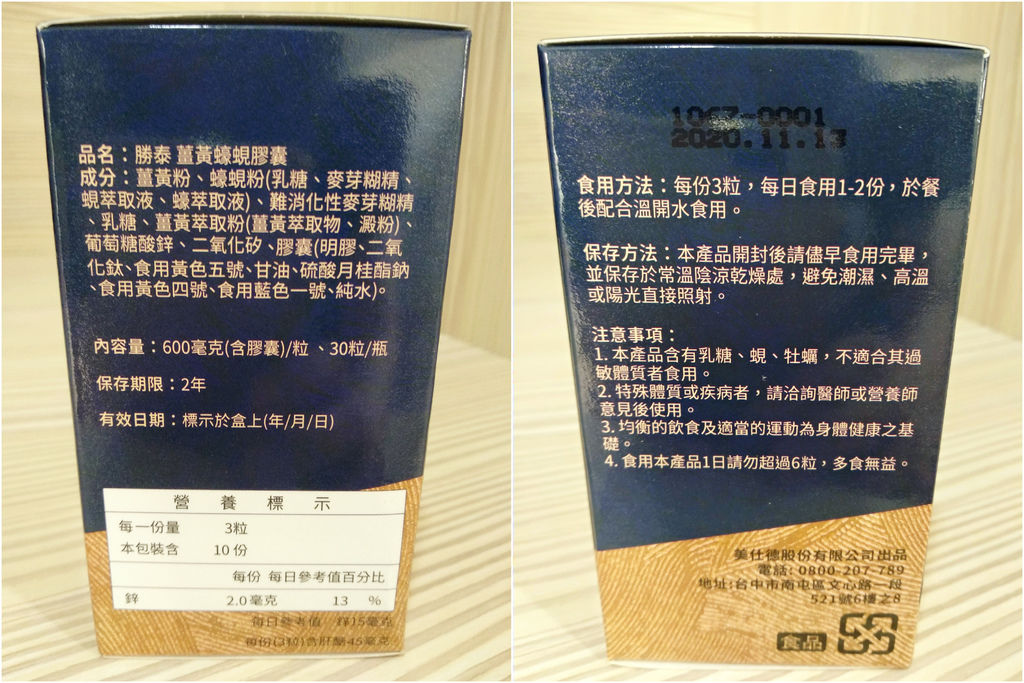 品名：勝泰 薑黃蠔蜆膠囊
成分：薑黃粉、蠔蜆粉(乳糖、麥芽糊精、
蜆萃取液、蠔萃取液)、難消化性麥芽糊精
、乳糖、薑黃萃取粉(薑黃萃取物、澱粉)、
葡萄糖酸鋅、二氧化矽、膠囊(明膠、二氧
化鈦、食用黃色五號、甘油、硫酸月桂酯鈉
、食用黃色四號、食用藍色一號、純水)。
內容量：600毫克(含膠囊)/粒 、30粒/瓶
保存期限：2年
有效日期：標示於盒上(年/月/日)
營養標示
每一份量 3粒
本包裝含 10 份
每份 每日參考值百分比
鋅 2.0 毫克 13 %
每日參考值 鋅15毫克
每份(3粒)含肝醣45毫克
-0001
2020.11.13
食用方法：每份3粒，每日食用1-2份，於餐
後配合溫開水食用。
保存方法：本產品開封後請儘早食用完畢，
並保存於常溫陰涼乾燥處，避免潮濕、高溫
或陽光直接照射。
注意事項：
1. 本產品含有乳糖、蜆、牡蠣，不適合其過
敏體質者食用。
2. 特殊體質或疾病者，請洽詢醫師或營養師
意見後使用。
3. 均衡的飲食及適當的運動為身體健康之基
礎。
4. 食用本產品1日請勿超過6粒，多食無益。
美仕德股份有限公司出品
電話: 0800-207-789
地址:台中市南屯區文心路一段
521號6樓之8
食品